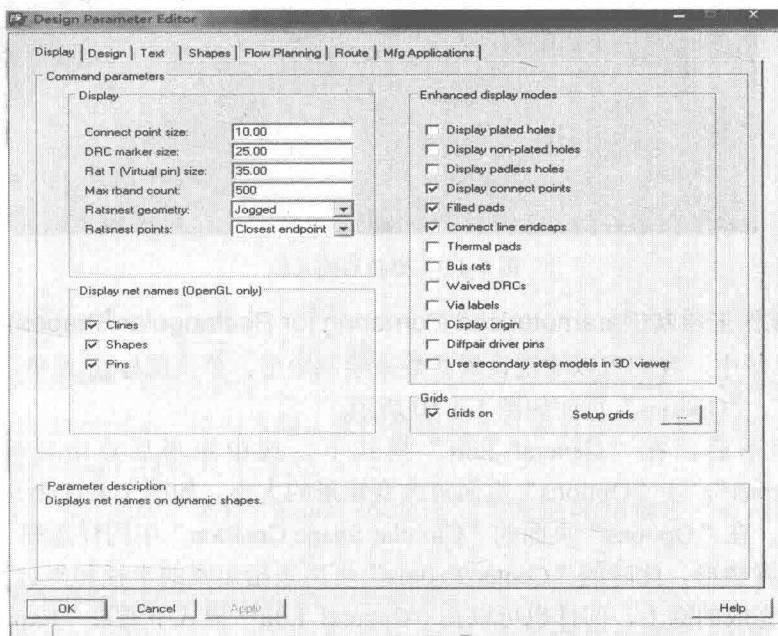 Design Parameter Editor
Display Design Text Shapes Flow Planning Route Mfg Applications
Command parameters
Display
Connect point size: 10.00
DRC marker size: 25.00
Rat T (Virtual pin) size: 35.00
Max rband count: 500
Ratsnest geometry: Jogged
Ratsnest points: Closest endpoint
Display net names (OpenGL only)
Clines
Shapes
Pins
Enhanced display modes
Display plated holes
Display non-plated holes
Display padless holes
Display connect points
Filled pads
Connect line endcaps
Thermal pads
Bus rats
Waived DRCs
Via labels
Display origin
Diffpair driver pins
Use secondary step models in 3D viewer
Grids
Grids on Setup grids ...
Parameter description
Displays net names on dynamic shapes.
OK Cancel Apply Help